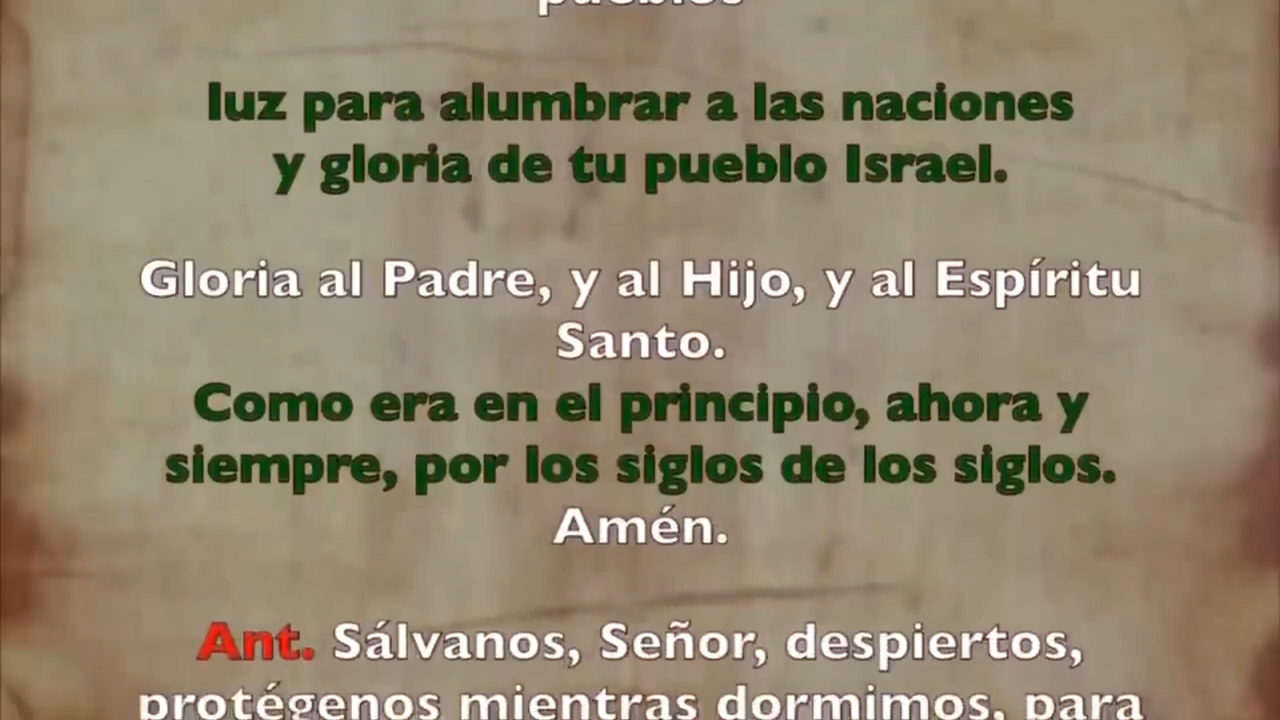 pueblos
luz para alumbrar a las naciones
y gloria de tu pueblo Israel.
Gloria al Padre, y al Hijo, y al Espíritu
Santo.
Como era en el principio, ahora y
siempre, por los siglos de los siglos.
Amén.
Ant. Sálvanos, Señor, despiertos,
protégenos mientras dormimos, para